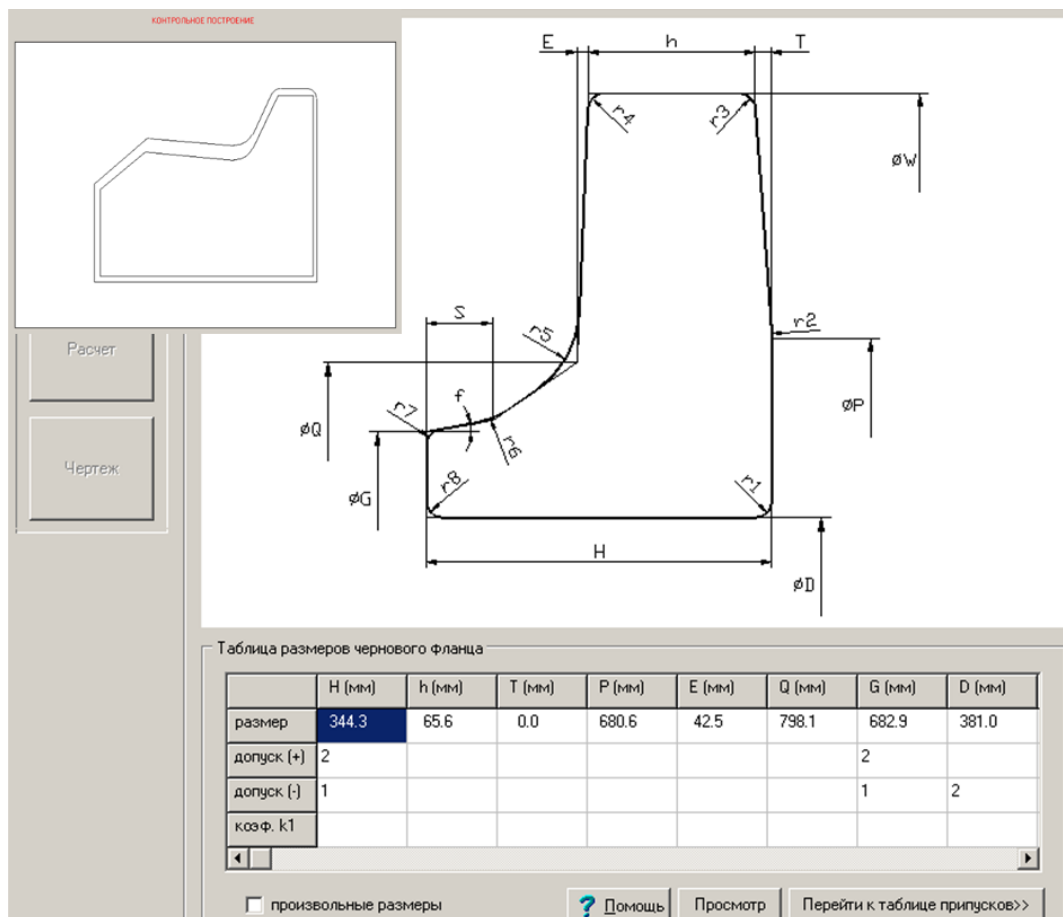 КОНТРОЛЬНОЕ ПОСТРОЕНИЕ
E h T
r4 r3
øW
S
r5 r2
Расчет
øQ f øP
r7
r6
Чертеж
øG r8 r1
H
øD
Таблица размеров чернового фланца
H (мм) h (мм) T (мм) P (мм) E (мм) Q (мм) G (мм) D (мм)
размер 344.3 65.6 0.0 680.6 42.5 798.1 682.9 381.0
допуск (+) 2 2
допуск (-) 1 1 2
коэф. k1
произвольные размеры ? Помощь Просмотр Перейти к таблице припусков>>